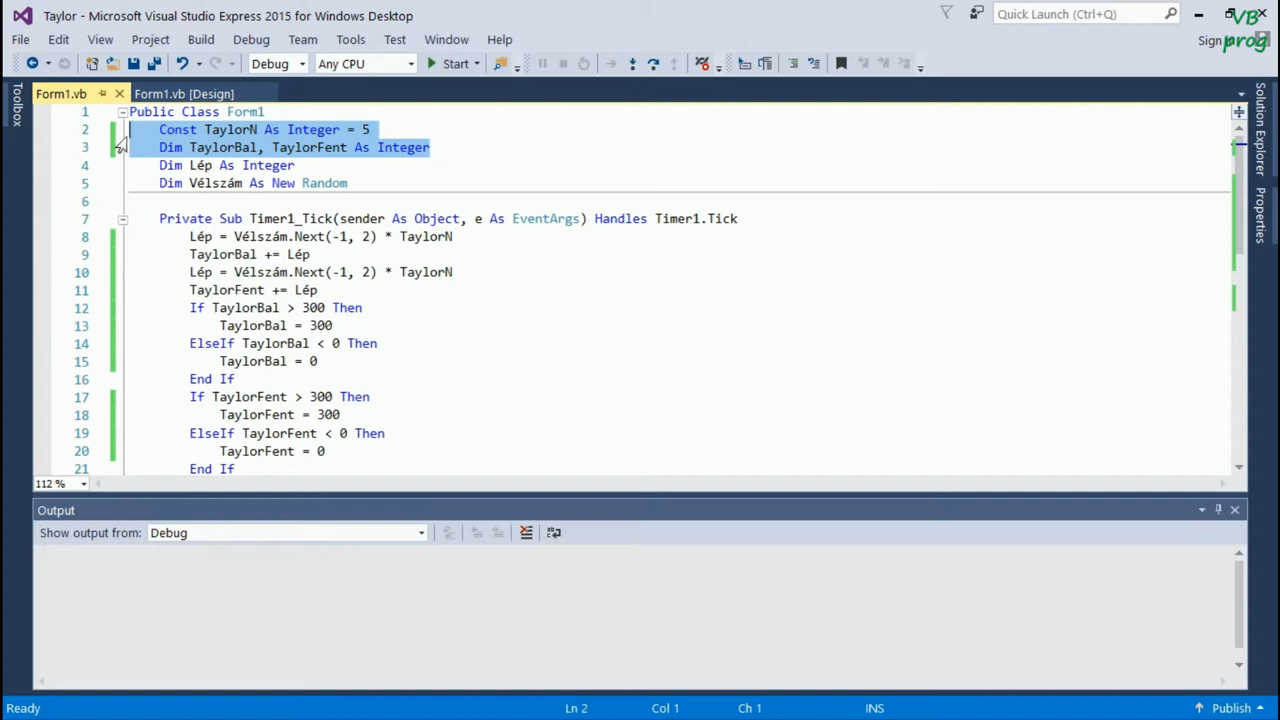 Taylor - Microsoft Visual Studio Express 2015 for Windows Desktop
Quick Launch (Ctrl+Q)
VB
prog
File Edit View Project Build Debug Team Tools Test Window Help
Sign
Debug Any CPU Start
Toolbox
Form1.vb Form1.vb [Design]
Solution Explorer
Properties
1 Public Class Form1
2 Const TaylorN As Integer = 5
3 Dim TaylorBal, TaylorFent As Integer
4 Dim Lép As Integer
5 Dim Vélszám As New Random
6
7 Private Sub Timer1_Tick(sender As Object, e As EventArgs) Handles Timer1.Tick
8 Lép = Vélszám.Next(-1, 2) * TaylorN
9 TaylorBal += Lép
10 Lép = Vélszám.Next(-1, 2) * TaylorN
11 TaylorFent += Lép
12 If TaylorBal > 300 Then
13 TaylorBal = 300
14 ElseIf TaylorBal < 0 Then
15 TaylorBal = 0
16 End If
17 If TaylorFent > 300 Then
18 TaylorFent = 300
19 ElseIf TaylorFent < 0 Then
20 TaylorFent = 0
21 End If
112 %
Output
Show output from: Debug
Ready Ln 2 Col 1 Ch 1 INS Publish